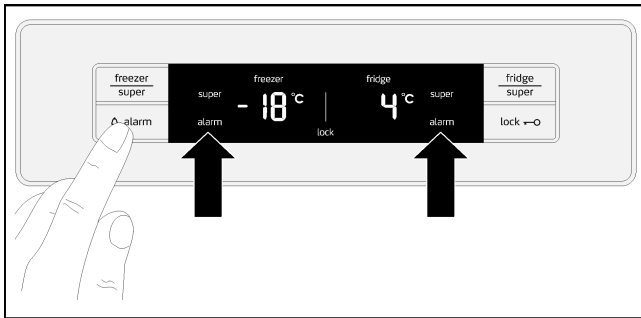 freezer
super
alarm
freezer
super
-18°C
alarm
fridge
4°C
super
alarm
lock
fridge
super
lock